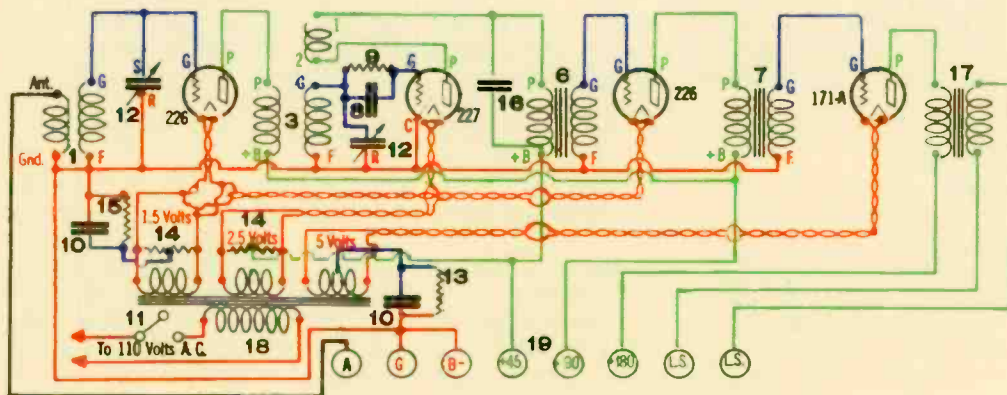 1
2
P
P
G
P
G
P
G
S
G
P
G
9
G
6
7
17
Ant.
12
R
226
3
8
C
227
16
226
171-A
12
R
Gnd.
1
F
+B
F
+B
F
+B
F
15
10
1.5 Volts
14
14
2.5 Volts
5 Volts
13
10
11
18
To 110 Volts A.C.
19
A
G
B-
+45
+90
+180
L.S.
L.S.